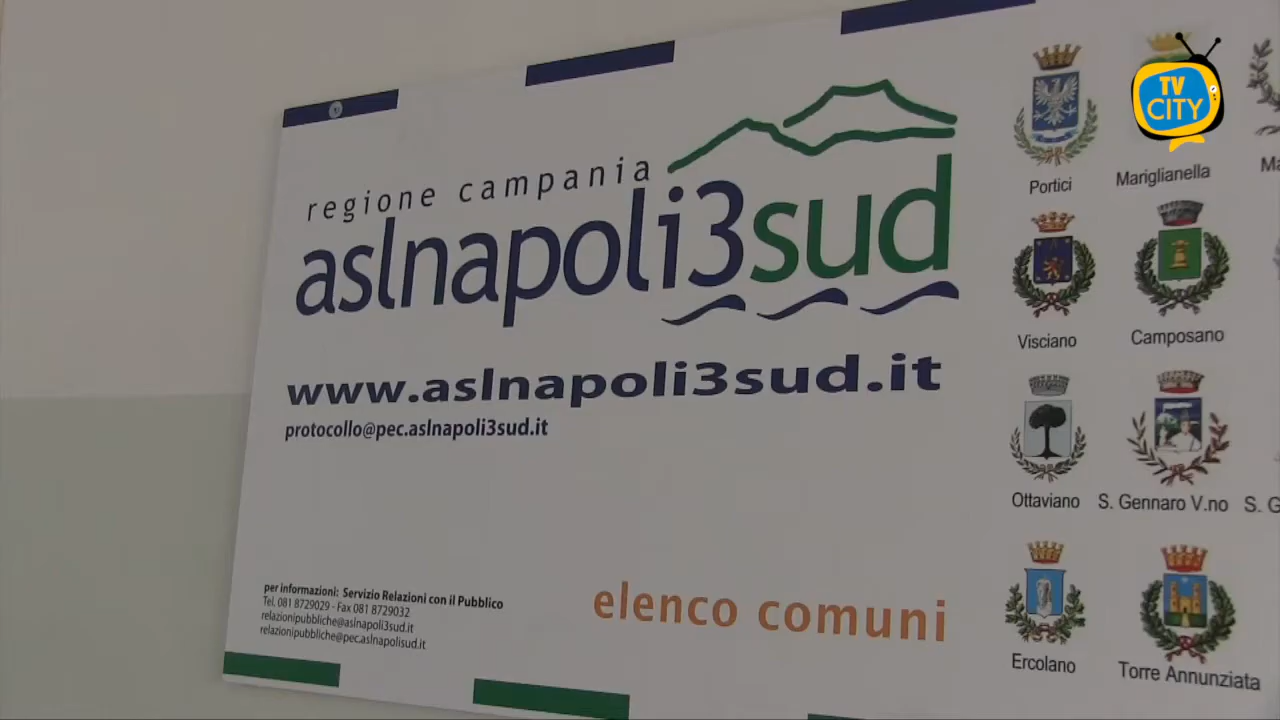 TV
CITY
regione campania
aslnapoli3sud
www.aslnapoli3sud.it
protocollo@pec.aslnapoli3sud.it
per informazioni: Servizio Relazioni con il Pubblico
Tel. 081 8729029 - Fax 081 8729032
relazionipubbliche@aslnapoli3sud.it
relazionipubbliche@pec.aslnapolisud.it
elenco comuni
Portici
Mariglianella
Visciano
Camposano
Ottaviano
S. Gennaro V.no
Ercolano
Torre Annunziata